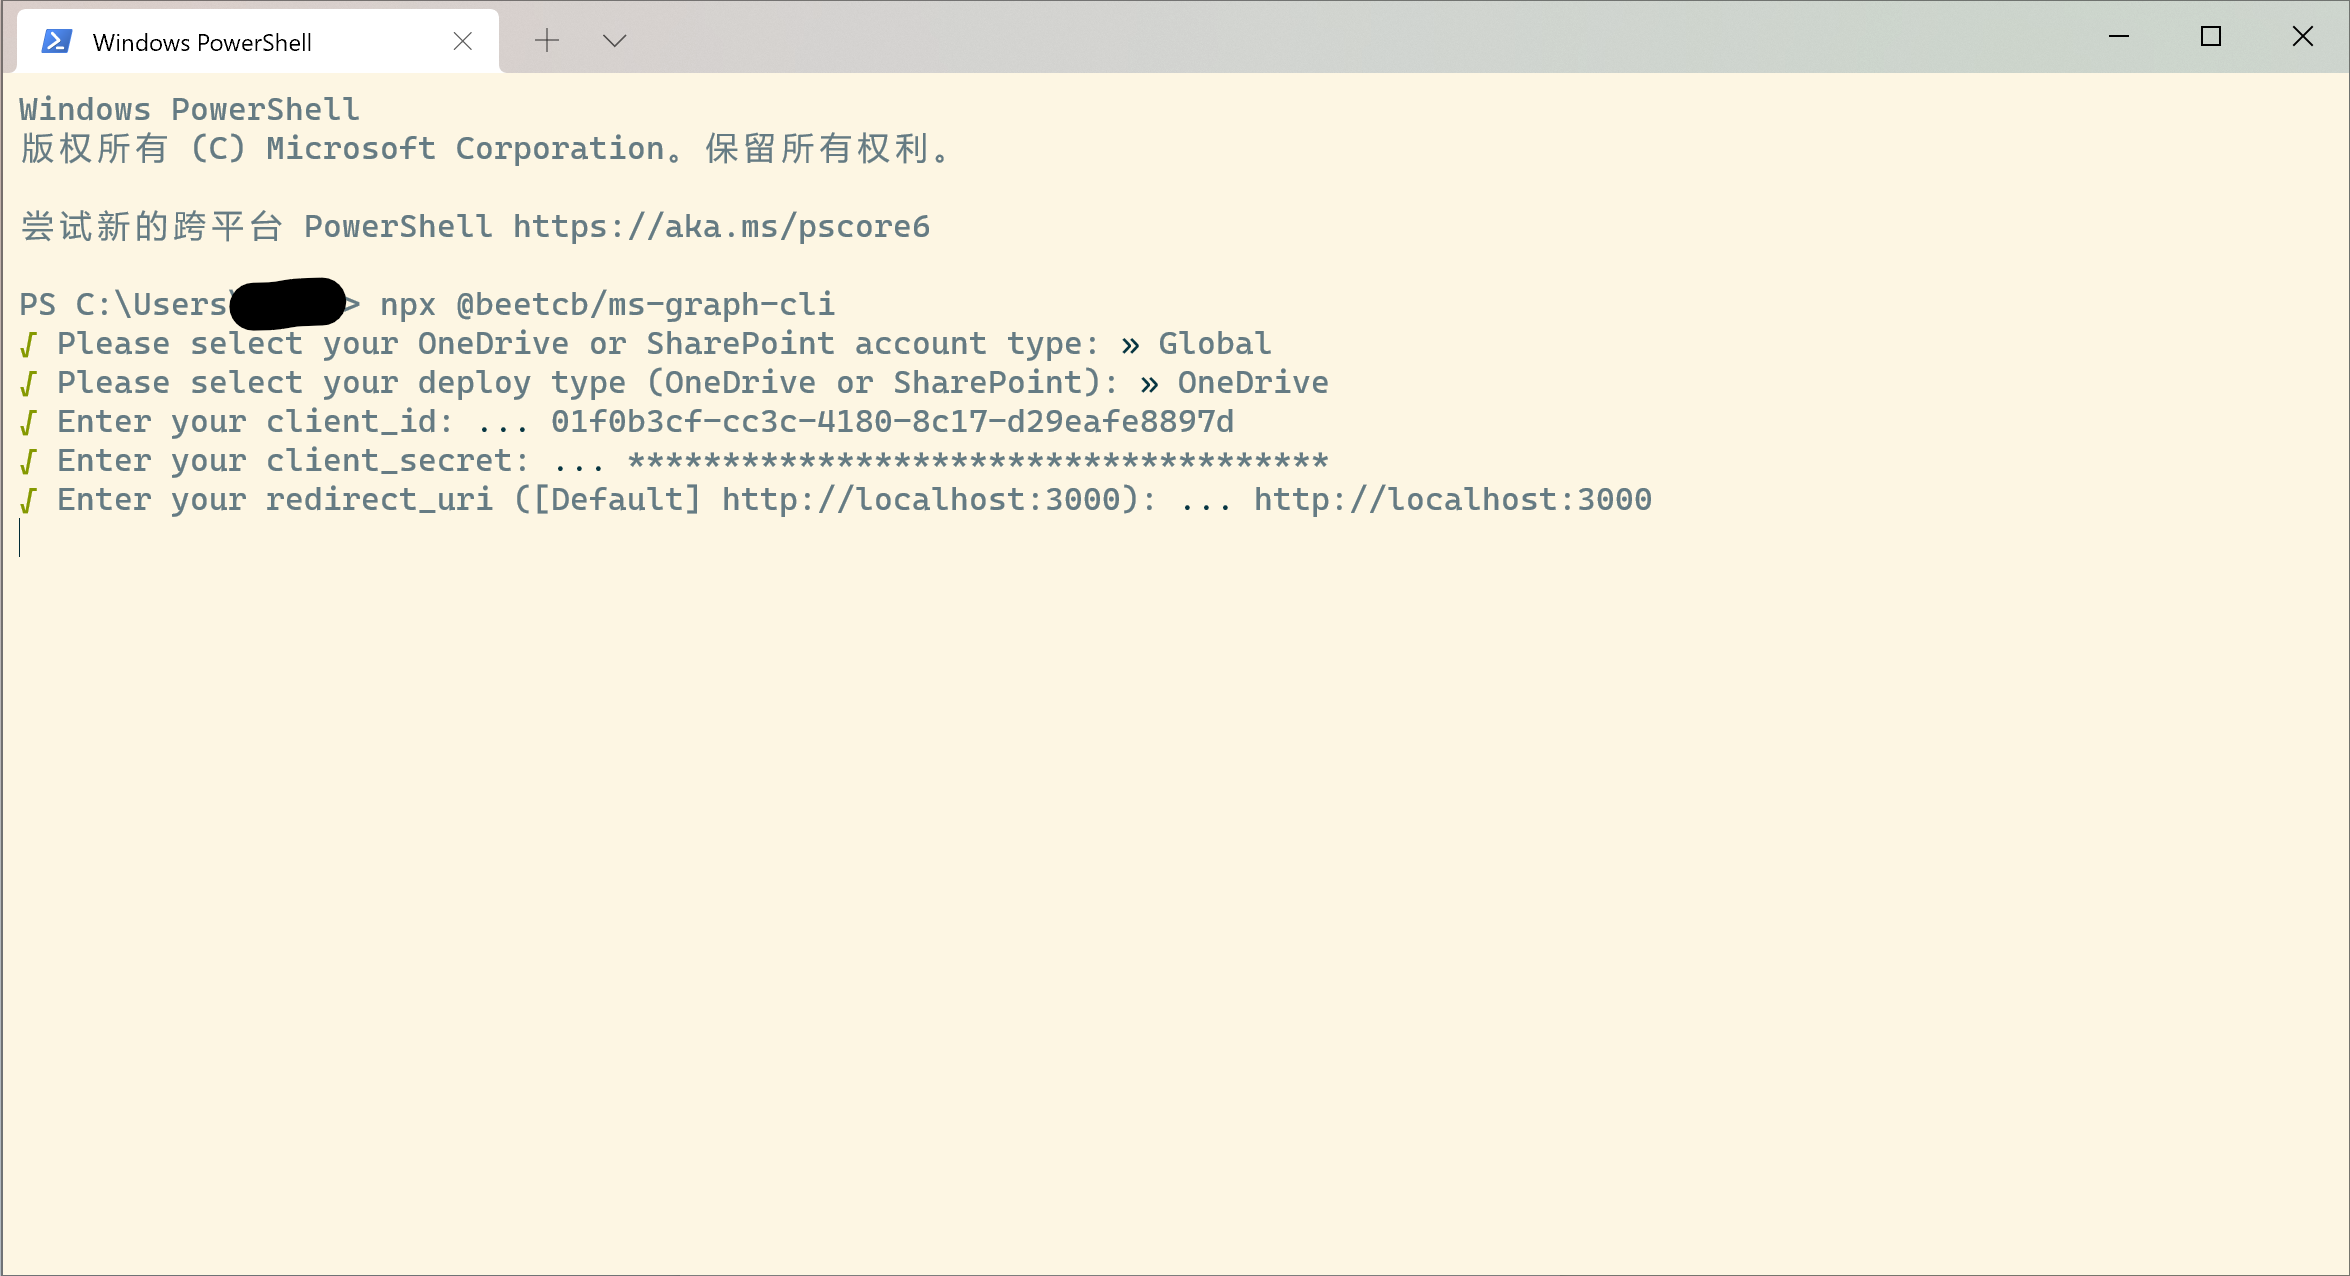 Windows PowerShell
Windows PowerShell
版权所有 (C) Microsoft Corporation。保留所有权利。
尝试新的跨平台 PowerShell https://aka.ms/pscore6
PS C:\Users\> npx @beetcb/ms-graph-cli
√ Please select your OneDrive or SharePoint account type: » Global
√ Please select your deploy type (OneDrive or SharePoint): » OneDrive
√ Enter your client_id: ... 01f0b3cf-cc3c-4180-8c17-d29eafe8897d
√ Enter your client_secret: ... *************************************
√ Enter your redirect_uri ([Default] http://localhost:3000): ... http://localhost:3000